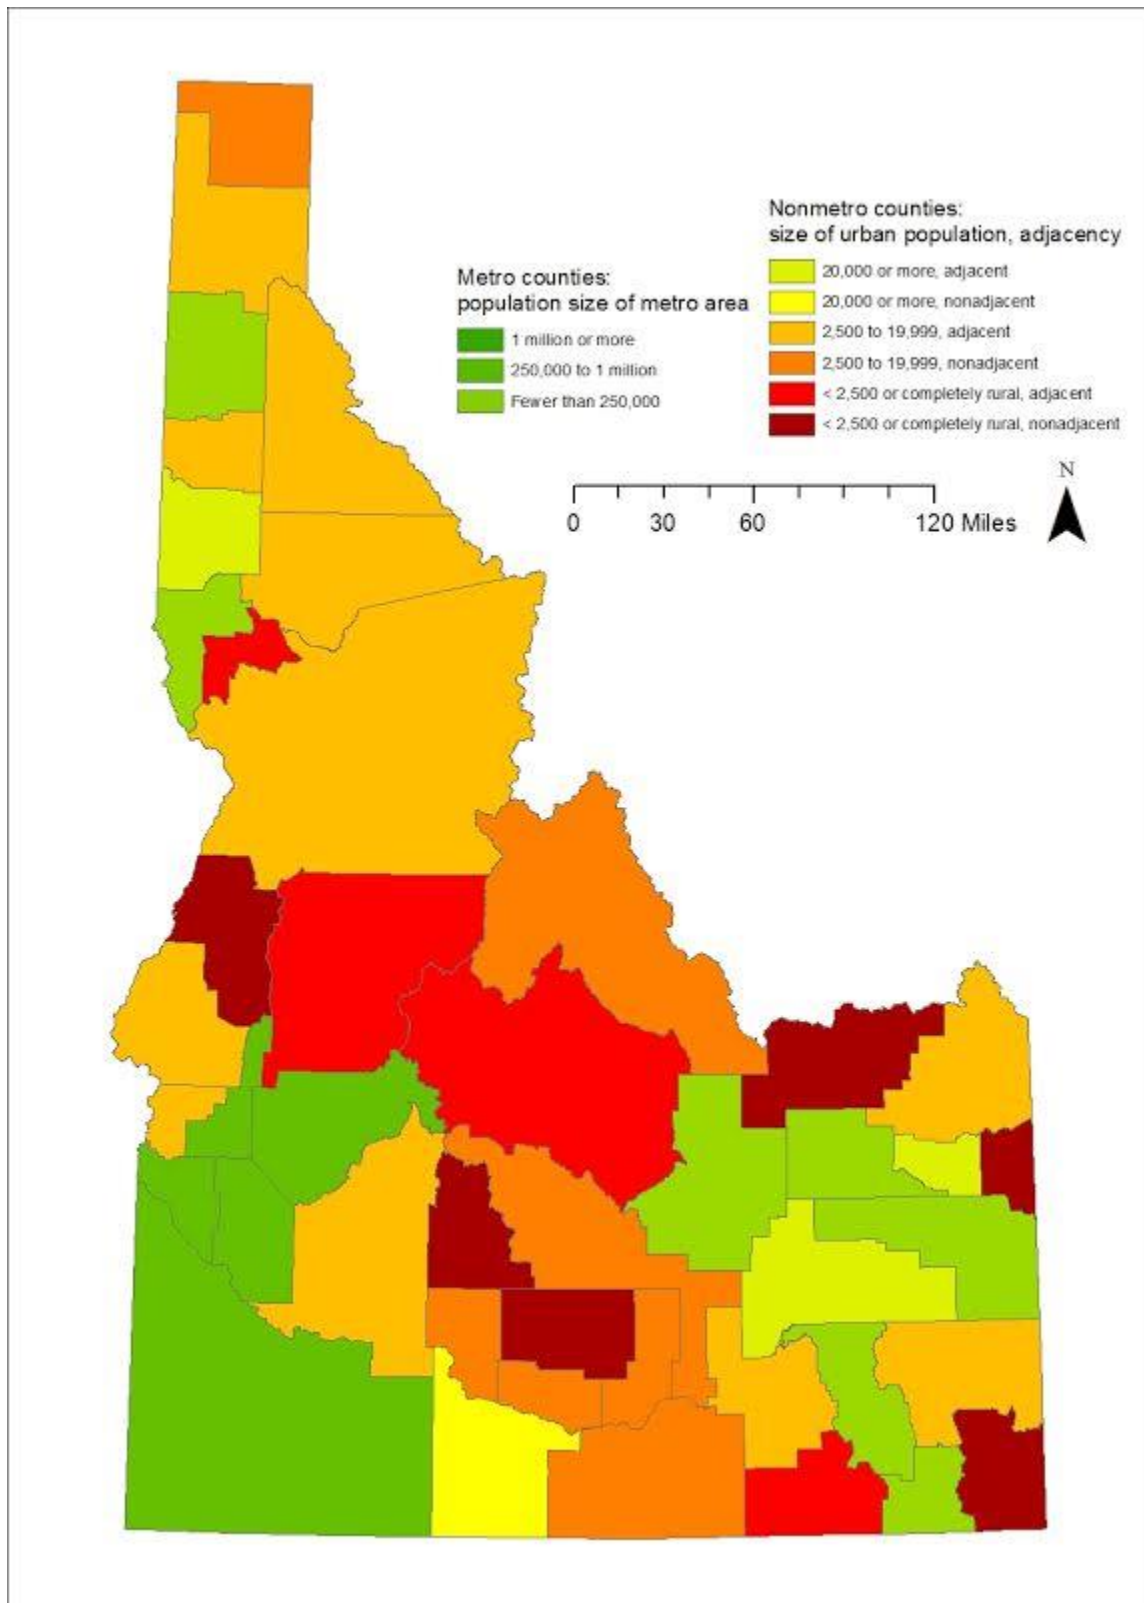 Metro counties:
population size of metro area
1 million or more
250,000 to 1 million
Fewer than 250,000
Nonmetro counties:
size of urban population, adjacency
20,000 or more, adjacent
20,000 or more, nonadjacent
2,500 to 19,999, adjacent
2,500 to 19,999, nonadjacent
< 2,500 or completely rural, adjacent
< 2,500 or completely rural, nonadjacent
N
0 30 60 120 Miles